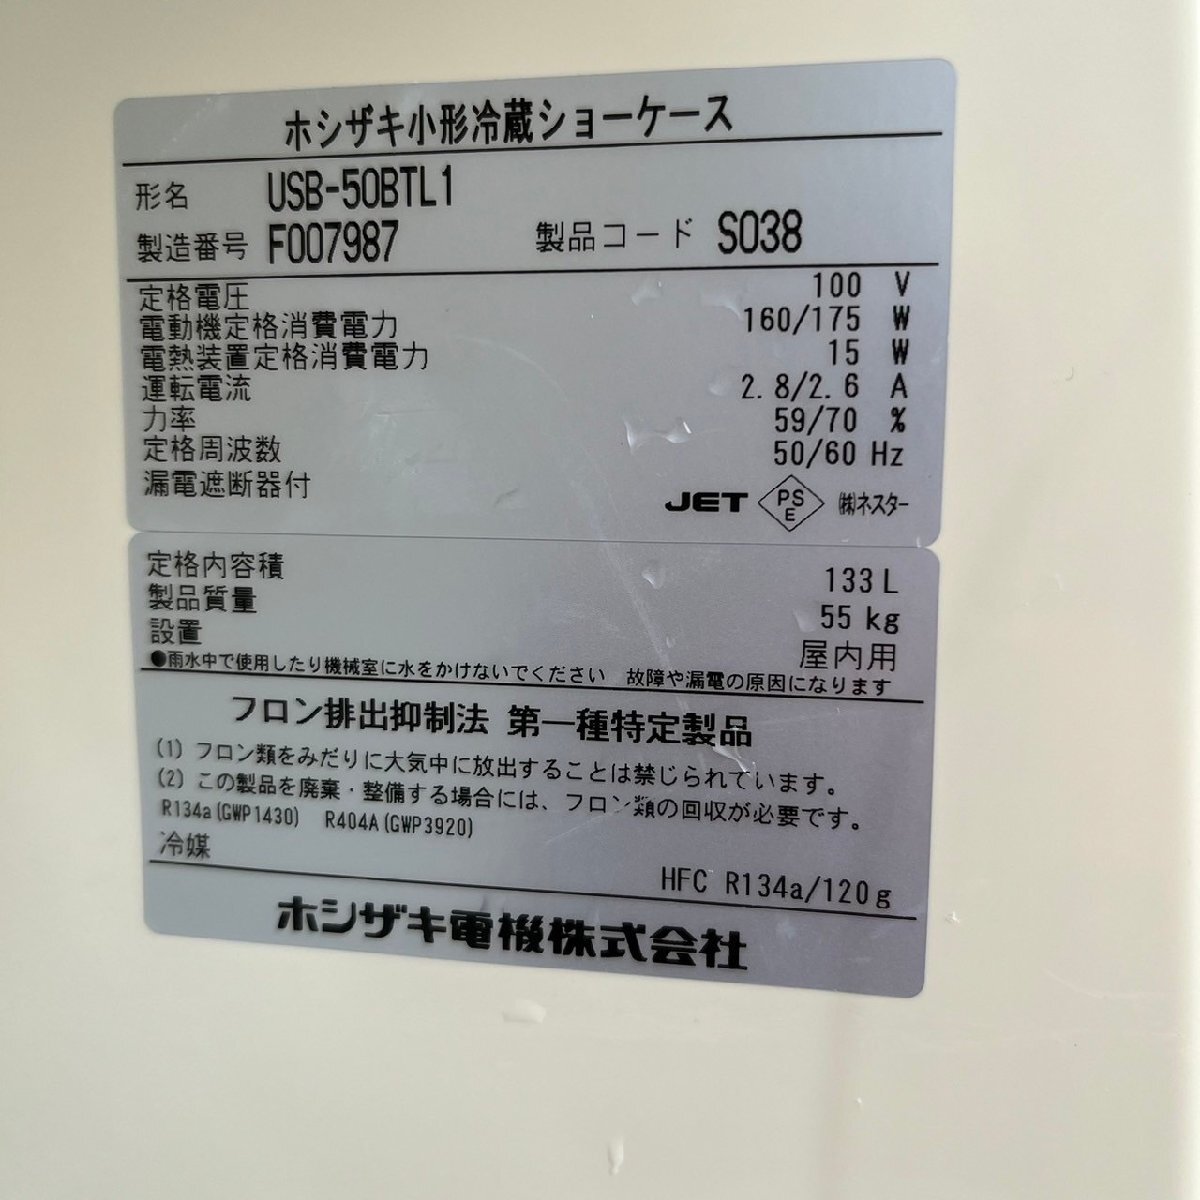 ホシザキ小形冷蔵ショーケース
形名 USB-50BTL1
製造番号 F007987 製品コード S038
定格電圧 100 V
電動機定格消費電力 160/175 W
電熱装置定格消費電力 15 W
運転電流 2.8/2.6 A
力率 59/70 %
定格周波数 50/60 Hz
漏電遮断器付
JET PSE ㈱ネスター
定格内容積 133 L
製品質量 55 kg
設置 屋内用
●雨水中で使用したり機械室に水をかけないでください 故障や漏電の原因になります
フロン排出抑制法 第一種特定製品
(1) フロン類をみだりに大気中に放出することは禁じられています。
(2) この製品を廃棄・整備する場合には、フロン類の回収が必要です。
R134a(GWP1430) R404A(GWP3920)
冷媒 HFC R134a/120g
ホシザキ電機株式会社